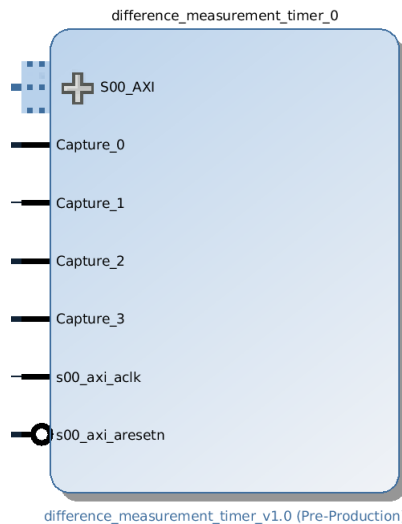 difference_measurement_timer_0
S00_AXI
Capture_0
Capture_1
Capture_2
Capture_3
s00_axi_aclk
s00_axi_aresetn
difference_measurement_timer_v1.0 (Pre-Production